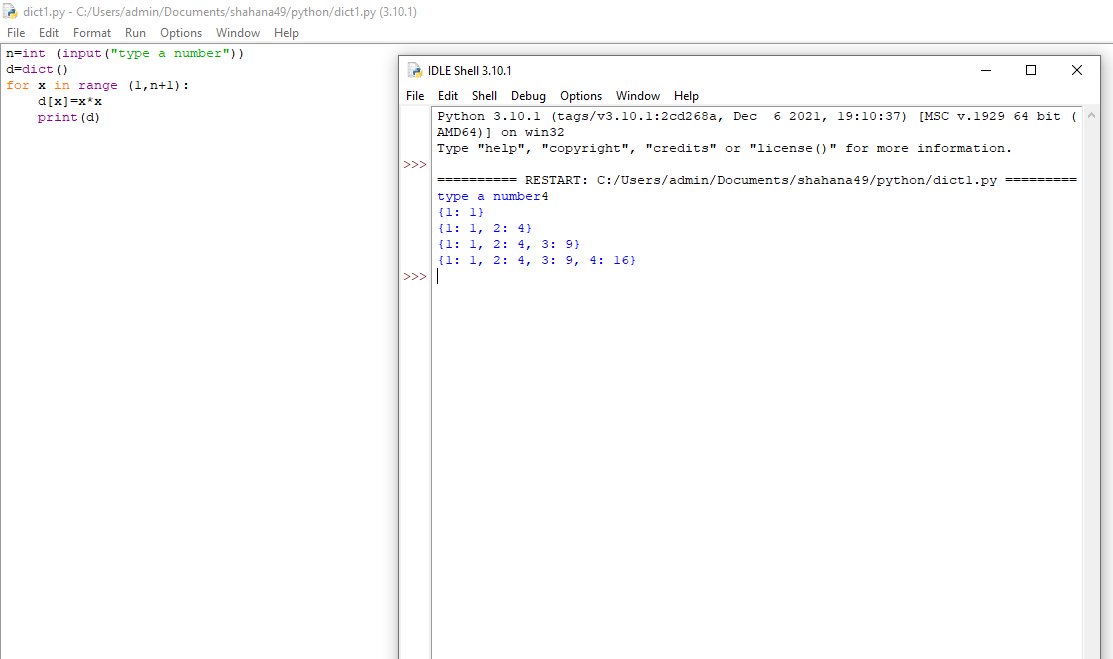 dict1.py - C:/Users/admin/Documents/shahana49/python/dict1.py (3.10.1)
File Edit Format Run Options Window Help
n=int (input("type a number"))
d=dict()
for x in range (1,n+1):
    d[x]=x*x
    print(d)
IDLE Shell 3.10.1
File Edit Shell Debug Options Window Help
Python 3.10.1 (tags/v3.10.1:2cd268a, Dec  6 2021, 19:10:37) [MSC v.1929 64 bit (
AMD64)] on win32
Type "help", "copyright", "credits" or "license()" for more information.
>>>
========== RESTART: C:/Users/admin/Documents/shahana49/python/dict1.py =========
type a number4
{1: 1}
{1: 1, 2: 4}
{1: 1, 2: 4, 3: 9}
{1: 1, 2: 4, 3: 9, 4: 16}
>>>